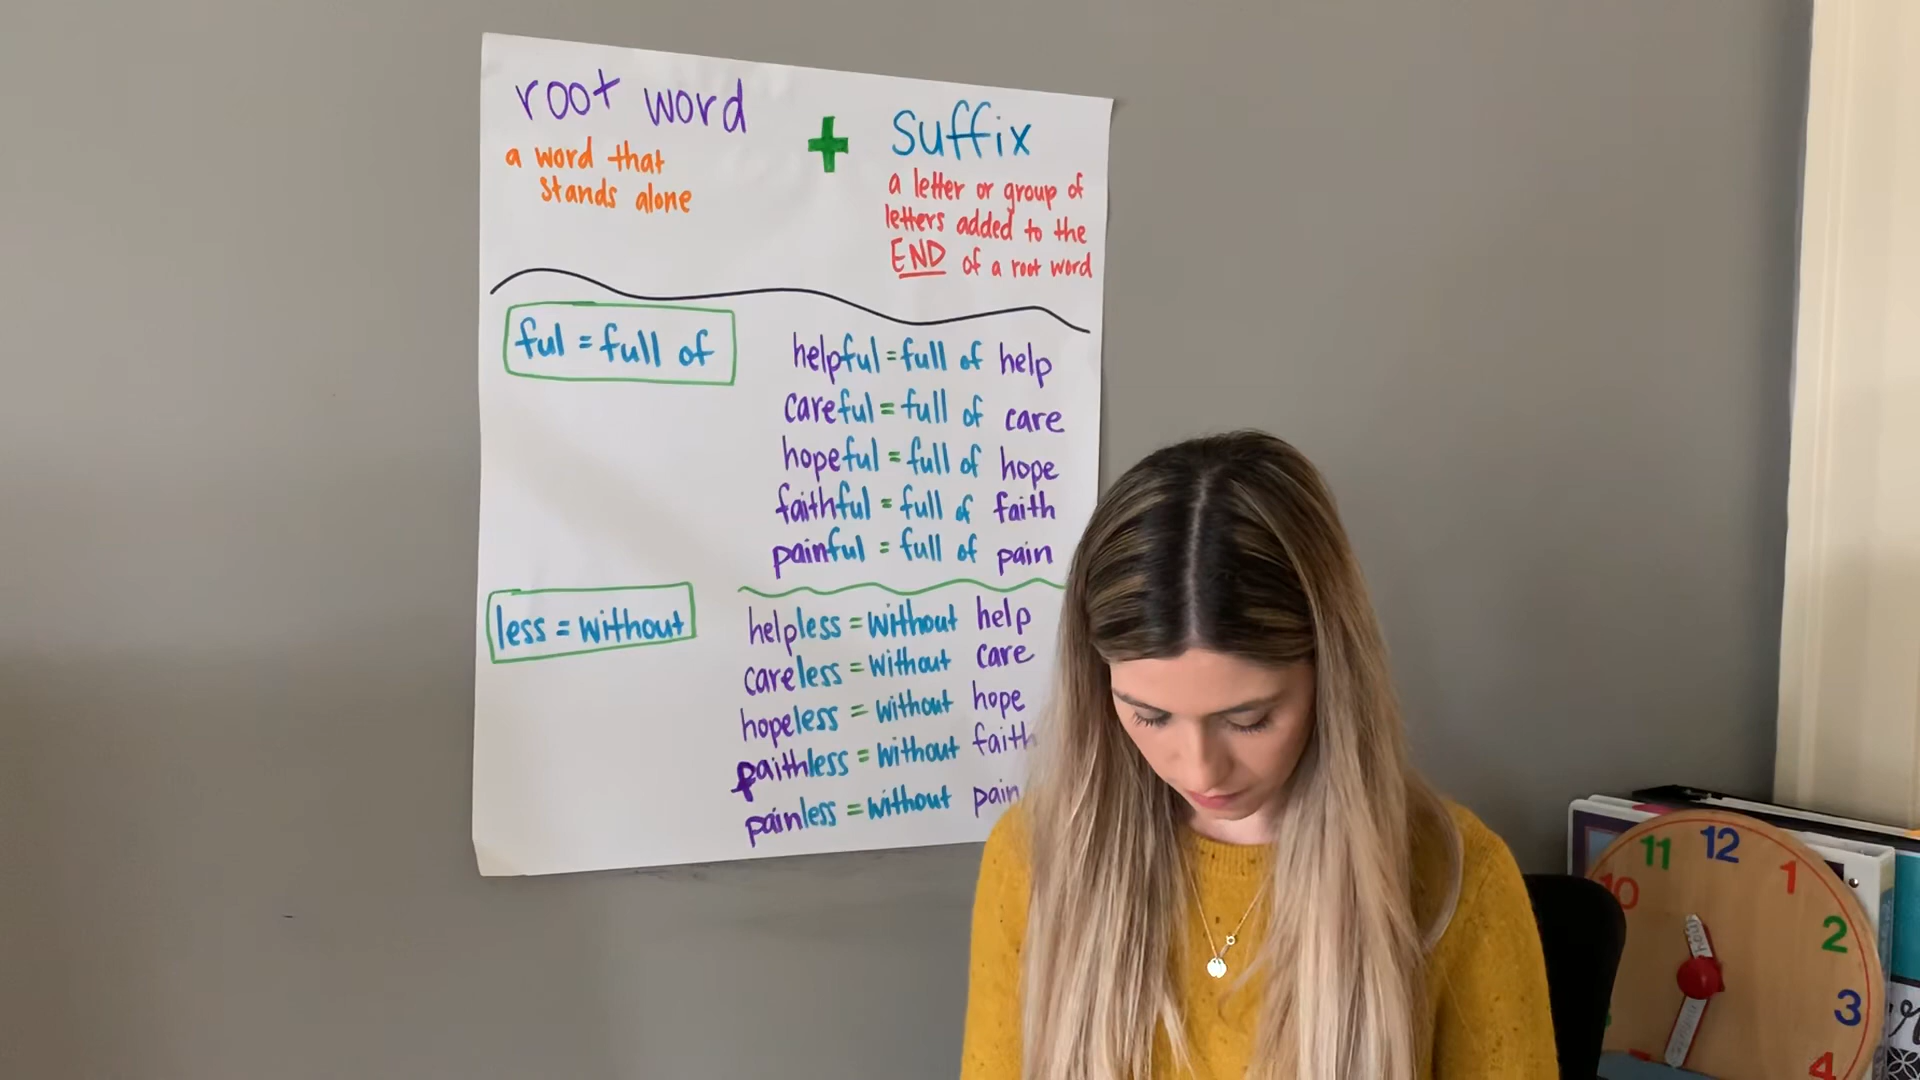 root word
+
suffix
a word that
stands alone
a letter or group of
letters added to the
END of a root word
ful = full of
helpful = full of help
careful = full of care
hopeful = full of hope
faithful = full of faith
painful = full of pain
less = without
helpless = without help
careless = without care
hopeless = without hope
faithless = without faith
painless = without pain
11 12 1
10 2
3
4
hour
minute